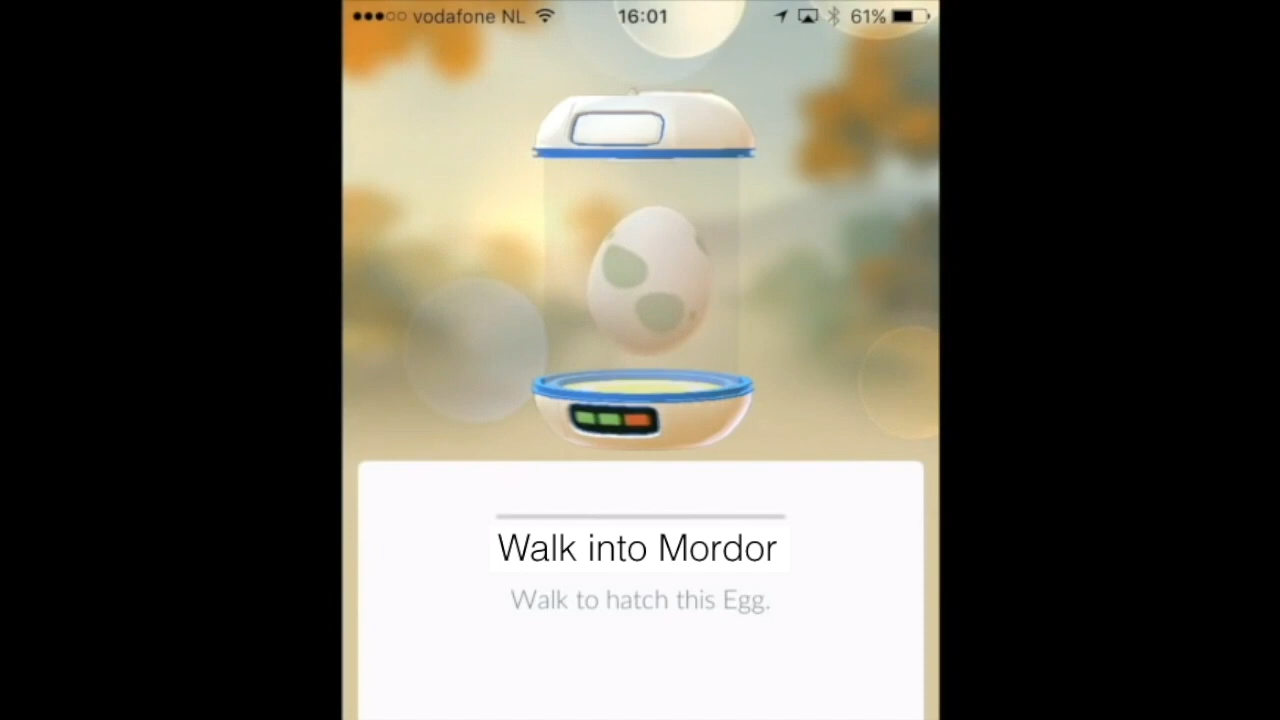 vodafone NL 16:01 61%
Walk into Mordor
Walk to hatch this Egg.